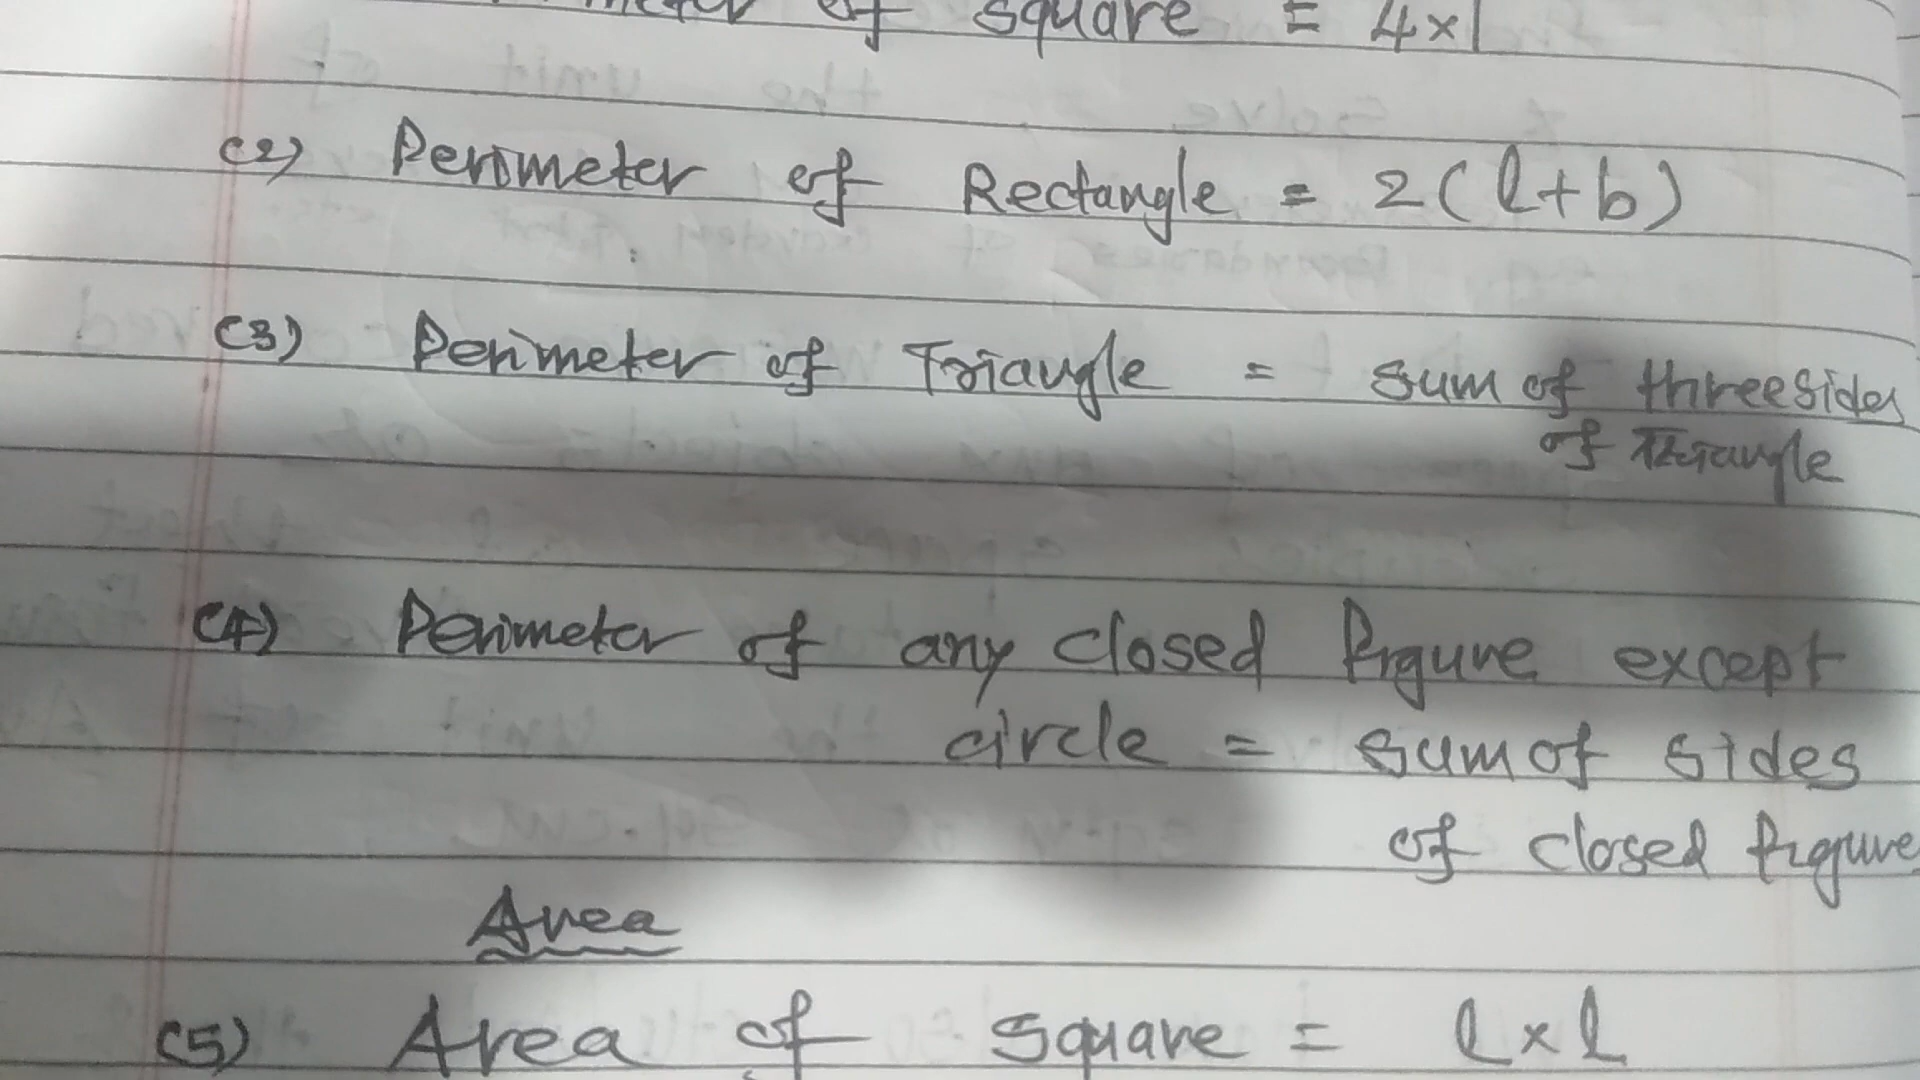 of square = 4×l
(2) Perimeter of Rectangle = 2(l+b)
(3) Perimeter of Triangle = sum of three sides
of Triangle
(4) Perimeter of any closed figure except
circle = sum of sides
of closed figure
Area
(5) Area of square = l×l